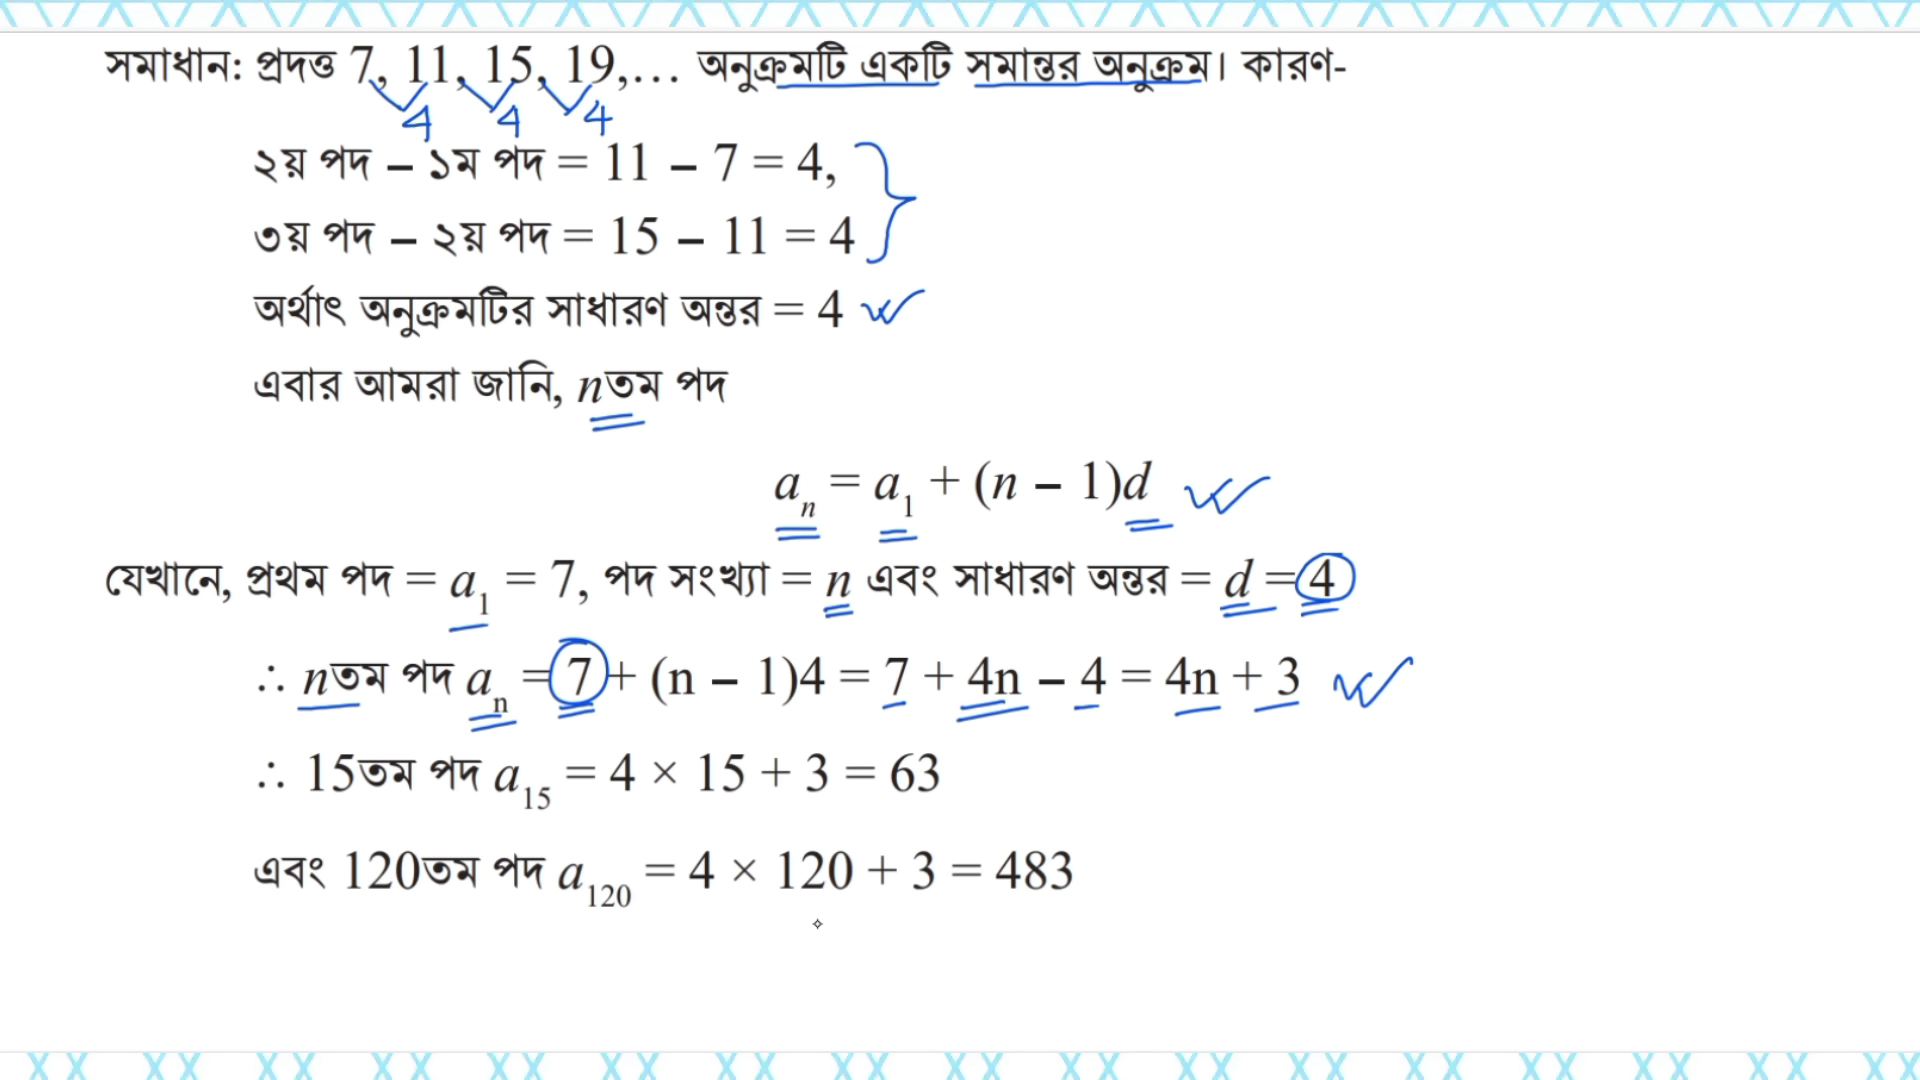 সমাধান: প্রদত্ত 7, 11, 15, 19,... অনুক্রমটি একটি সমান্তর অনুক্রম। কারণ-
4 4 4
২য় পদ – ১ম পদ = 11 – 7 = 4,
৩য় পদ – ২য় পদ = 15 – 11 = 4
অর্থাৎ অনুক্রমটির সাধারণ অন্তর = 4
এবার আমরা জানি, nতম পদ
aₙ = a₁ + (n – 1)d
যেখানে, প্রথম পদ = a₁ = 7, পদ সংখ্যা = n এবং সাধারণ অন্তর = d = 4
∴ nতম পদ aₙ = 7 + (n – 1)4 = 7 + 4n – 4 = 4n + 3
∴ 15তম পদ a₁₅ = 4 × 15 + 3 = 63
এবং 120তম পদ a₁₂₀ = 4 × 120 + 3 = 483